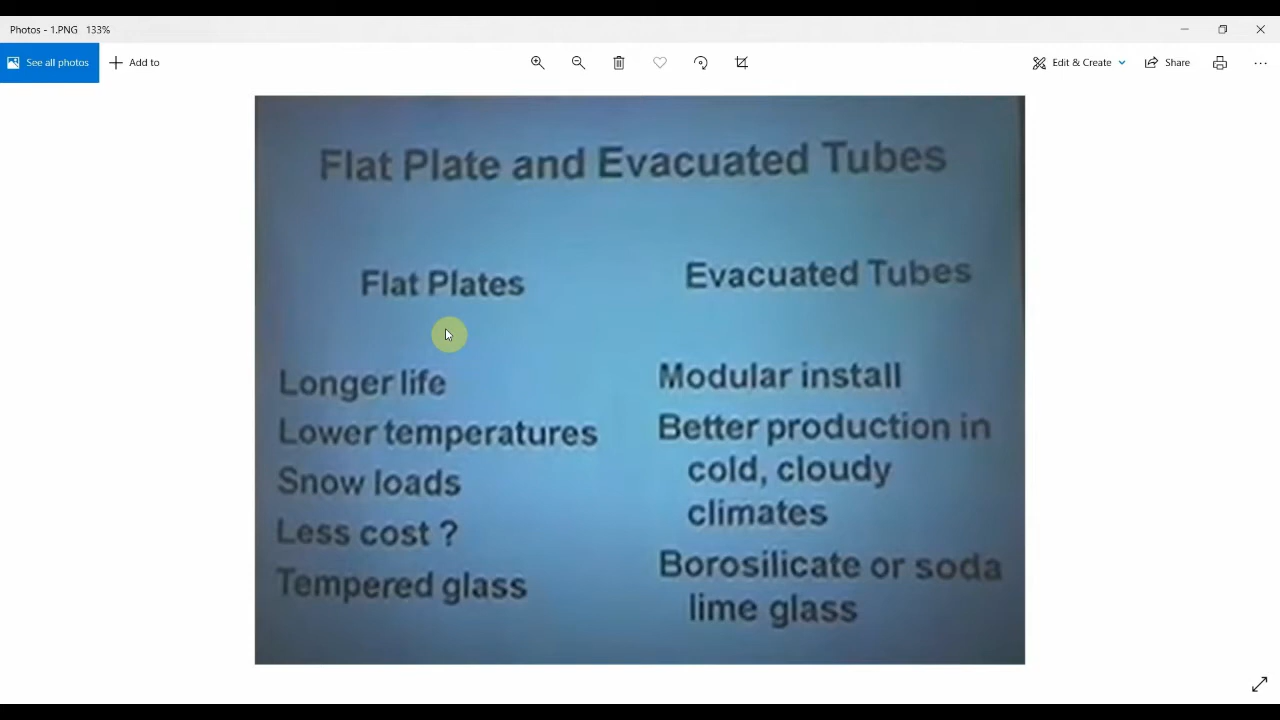 Photos - 1.PNG 133%
See all photos
Add to
Edit & Create
Share
Flat Plate and Evacuated Tubes
Flat Plates
Longer life
Lower temperatures
Snow loads
Less cost ?
Tempered glass
Evacuated Tubes
Modular install
Better production in
cold, cloudy
climates
Borosilicate or soda
lime glass